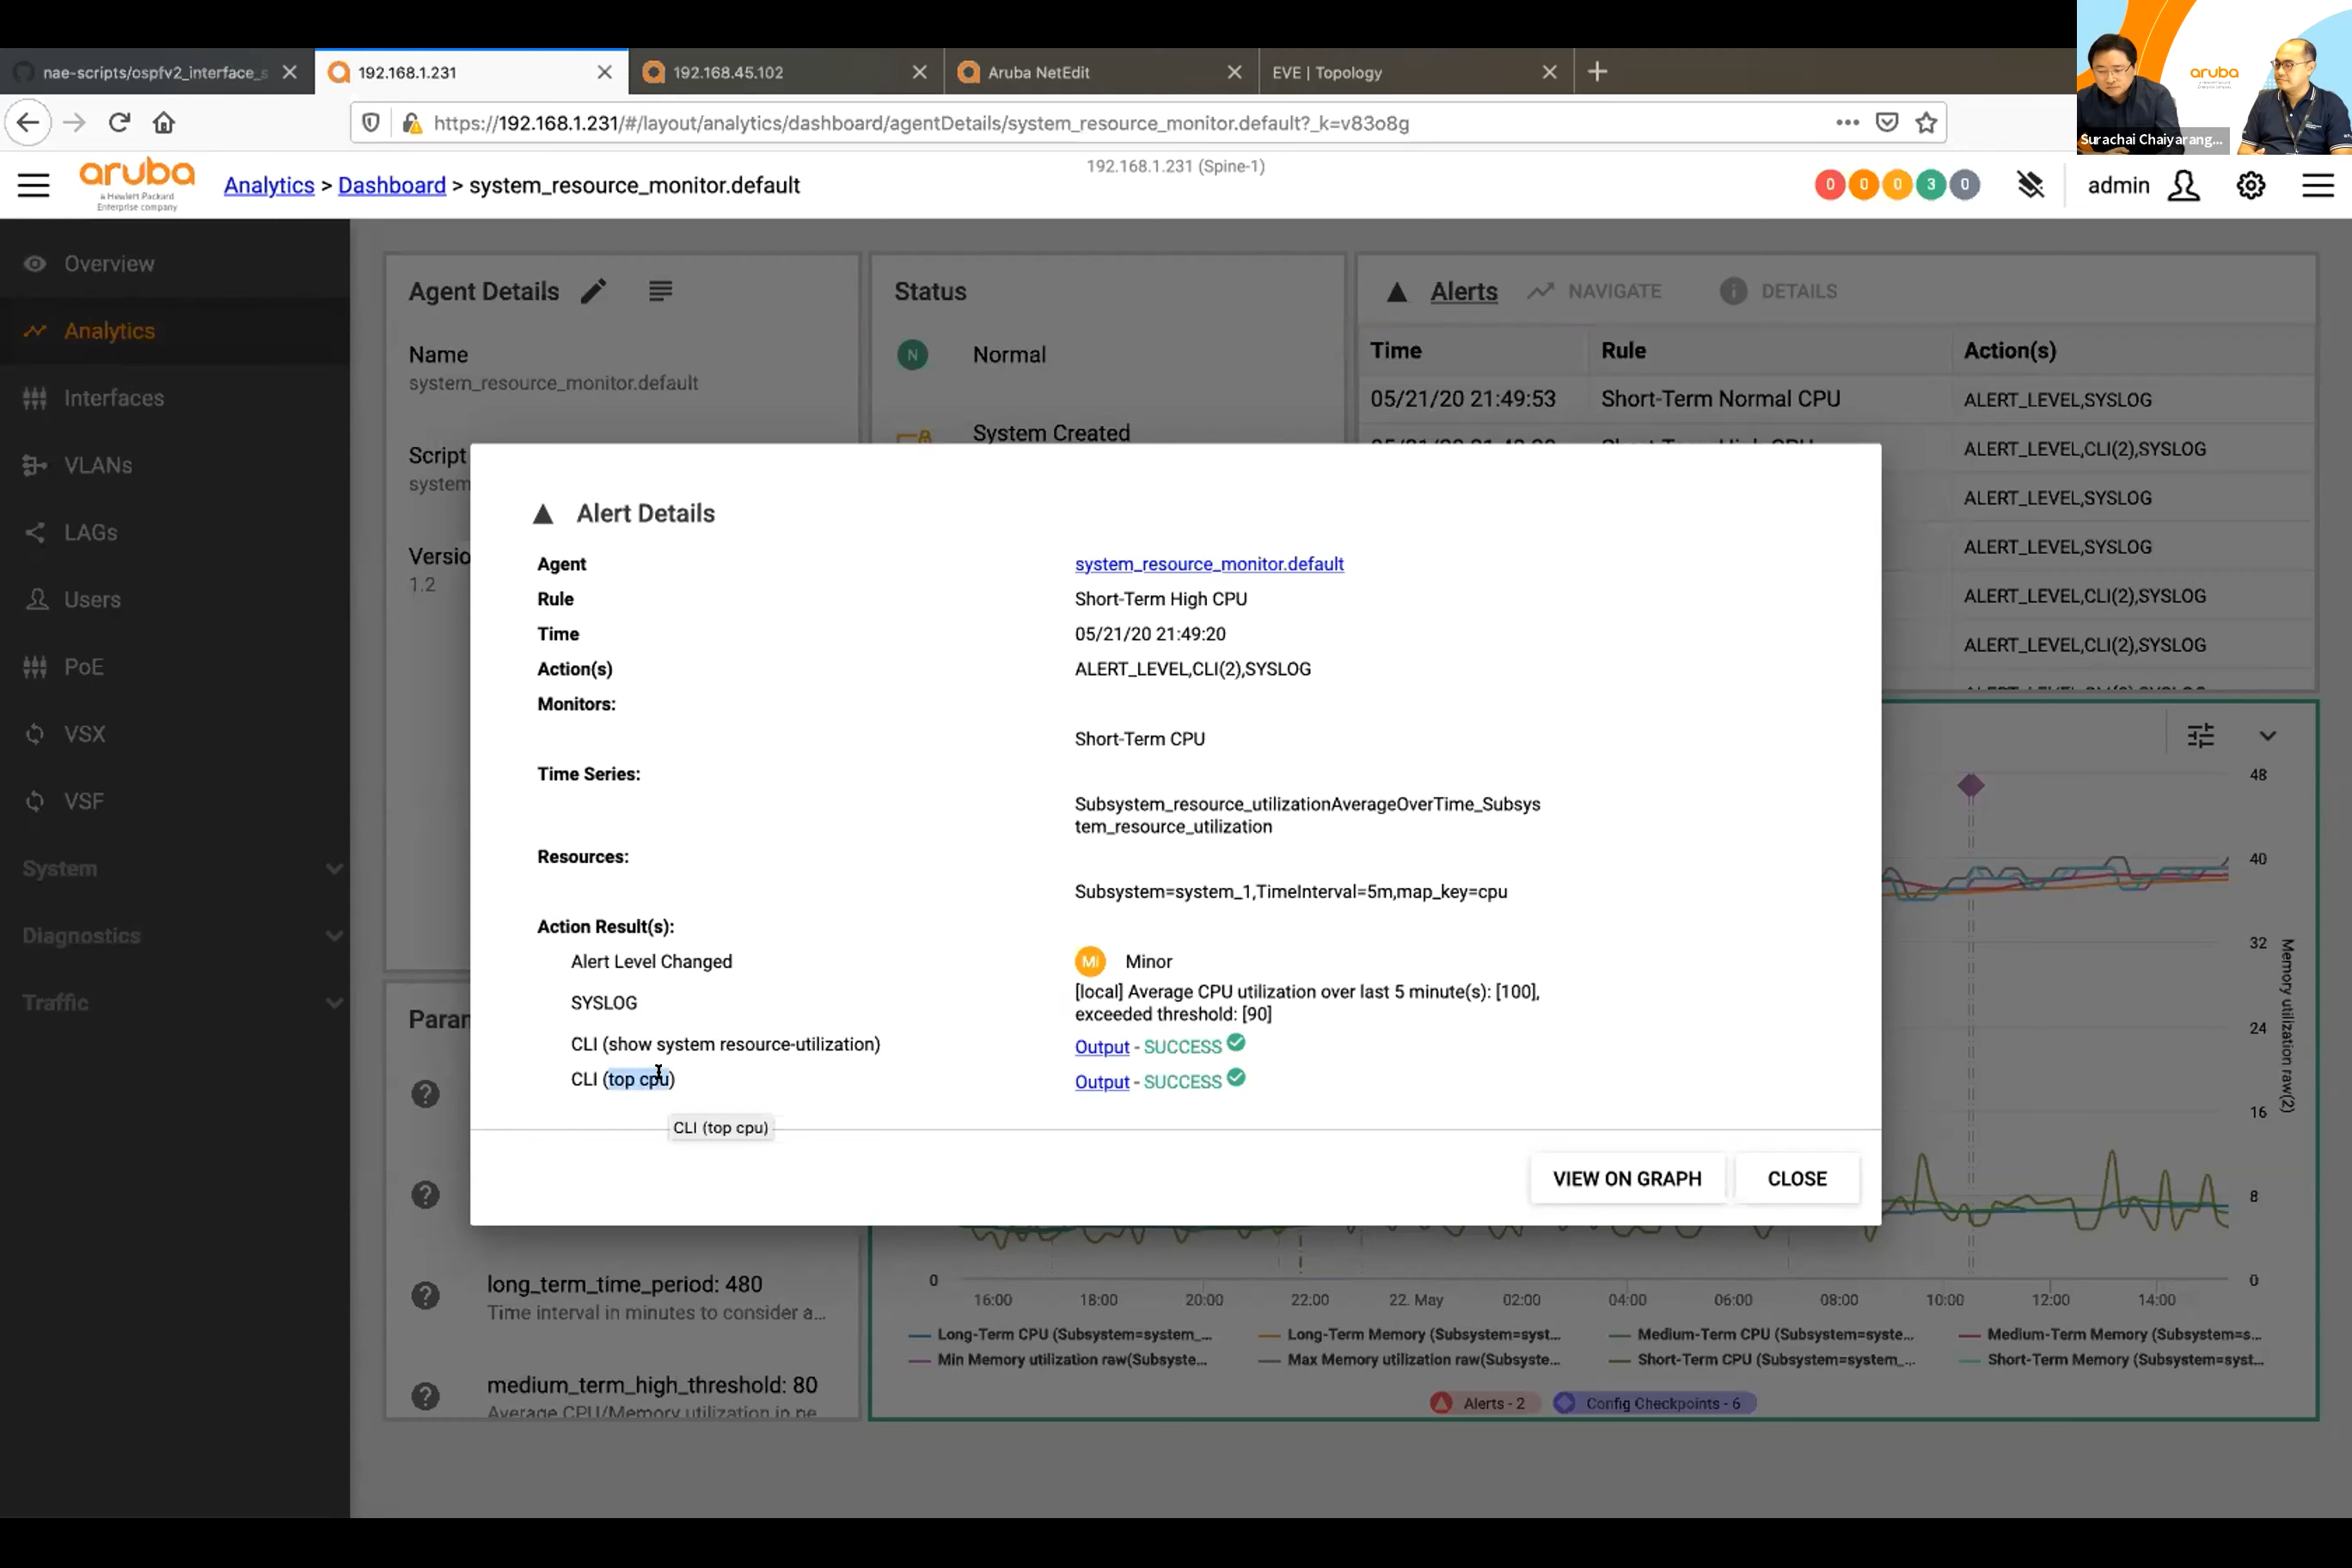 nae-scripts/ospfv2_interface_s
192.168.1.231
192.168.45.102
Aruba NetEdit
EVE | Topology
https://192.168.1.231/#/layout/analytics/dashboard/agentDetails/system_resource_monitor.default?_k=v83o8g
aruba
Surachai Chaiyarang...
192.168.1.231 (Spine-1)
aruba
a Hewlett Packard
Enterprise company
Analytics > Dashboard > system_resource_monitor.default
0 0 0 3 0
admin
Overview
Analytics
Interfaces
VLANs
LAGs
Users
PoE
VSX
VSF
System
Diagnostics
Traffic
Agent Details
Name
system_resource_monitor.default
Script
system
Versio
1.2
Status
N Normal
System Created
Alerts NAVIGATE DETAILS
Time Rule Action(s)
05/21/20 21:49:53 Short-Term Normal CPU ALERT_LEVEL,SYSLOG
ALERT_LEVEL,CLI(2),SYSLOG
ALERT_LEVEL,SYSLOG
ALERT_LEVEL,SYSLOG
ALERT_LEVEL,CLI(2),SYSLOG
ALERT_LEVEL,CLI(2),SYSLOG
Alert Details
Agent system_resource_monitor.default
Rule Short-Term High CPU
Time 05/21/20 21:49:20
Action(s) ALERT_LEVEL,CLI(2),SYSLOG
Monitors:
Short-Term CPU
Time Series:
Subsystem_resource_utilizationAverageOverTime_Subsys
tem_resource_utilization
Resources:
Subsystem=system_1,TimeInterval=5m,map_key=cpu
Action Result(s):
Alert Level Changed Mi Minor
SYSLOG [local] Average CPU utilization over last 5 minute(s): [100],
exceeded threshold: [90]
CLI (show system resource-utilization) Output - SUCCESS
CLI (top cpu) Output - SUCCESS
CLI (top cpu)
VIEW ON GRAPH CLOSE
Paran
long_term_time_period: 480
Time interval in minutes to consider a...
medium_term_high_threshold: 80
Average CPU/Memory utilization in pe
48
40
32
24
16
8
0
Memory utilization raw(2)
0
16:00 18:00 20:00 22:00 22. May 02:00 04:00 06:00 08:00 10:00 12:00 14:00
Long-Term CPU (Subsystem=system_... Long-Term Memory (Subsystem=syst... Medium-Term CPU (Subsystem=syste... Medium-Term Memory (Subsystem=s...
Min Memory utilization raw(Subsyste... Max Memory utilization raw(Subsyste... Short-Term CPU (Subsystem=system_... Short-Term Memory (Subsystem=syst...
Alerts - 2 Config Checkpoints - 6